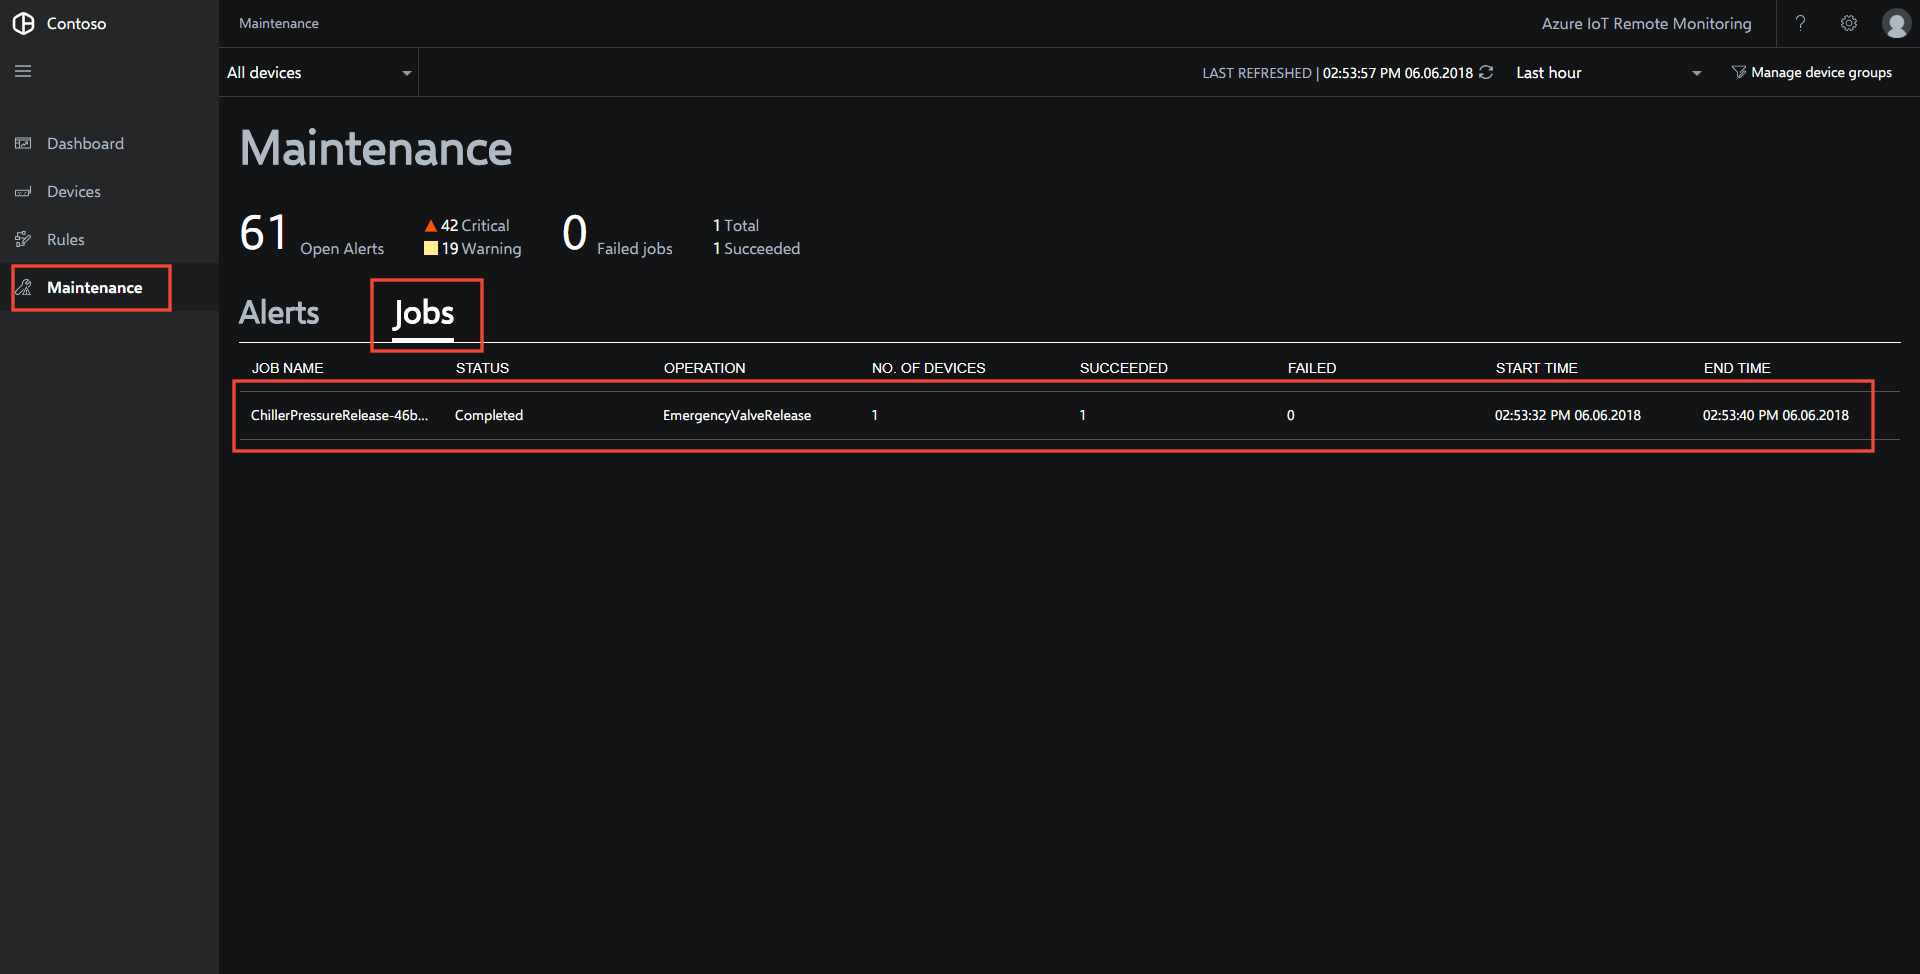 Contoso
Maintenance
Azure IoT Remote Monitoring
?
All devices
LAST REFRESHED | 02:53:57 PM 06.06.2018
Last hour
Manage device groups
Dashboard
Devices
Rules
Maintenance
Maintenance
61 Open Alerts
42 Critical
19 Warning
0 Failed jobs
1 Total
1 Succeeded
Alerts
Jobs
JOB NAME STATUS OPERATION NO. OF DEVICES SUCCEEDED FAILED START TIME END TIME
ChillerPressureRelease-46b... Completed EmergencyValveRelease 1 1 0 02:53:32 PM 06.06.2018 02:53:40 PM 06.06.2018